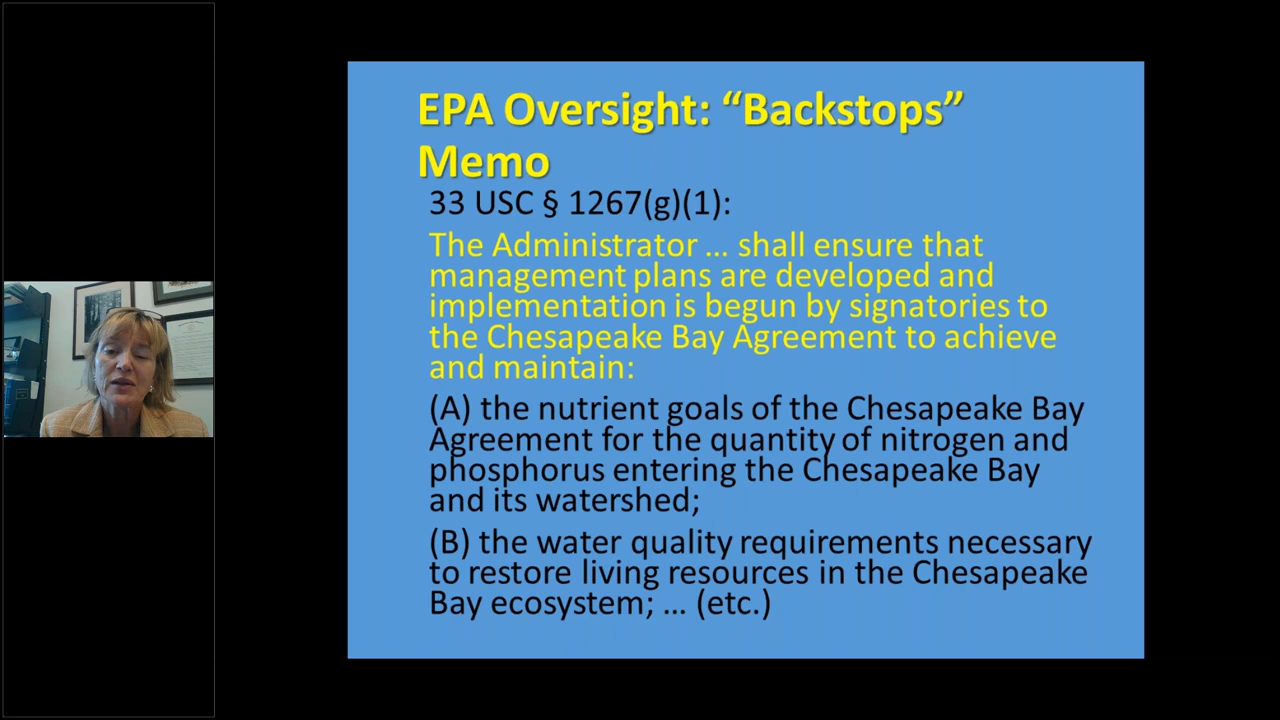 EPA Oversight: “Backstops”
Memo
33 USC § 1267(g)(1):
The Administrator … shall ensure that
management plans are developed and
implementation is begun by signatories to
the Chesapeake Bay Agreement to achieve
and maintain:
(A) the nutrient goals of the Chesapeake Bay
Agreement for the quantity of nitrogen and
phosphorus entering the Chesapeake Bay
and its watershed;
(B) the water quality requirements necessary
to restore living resources in the Chesapeake
Bay ecosystem; … (etc.)